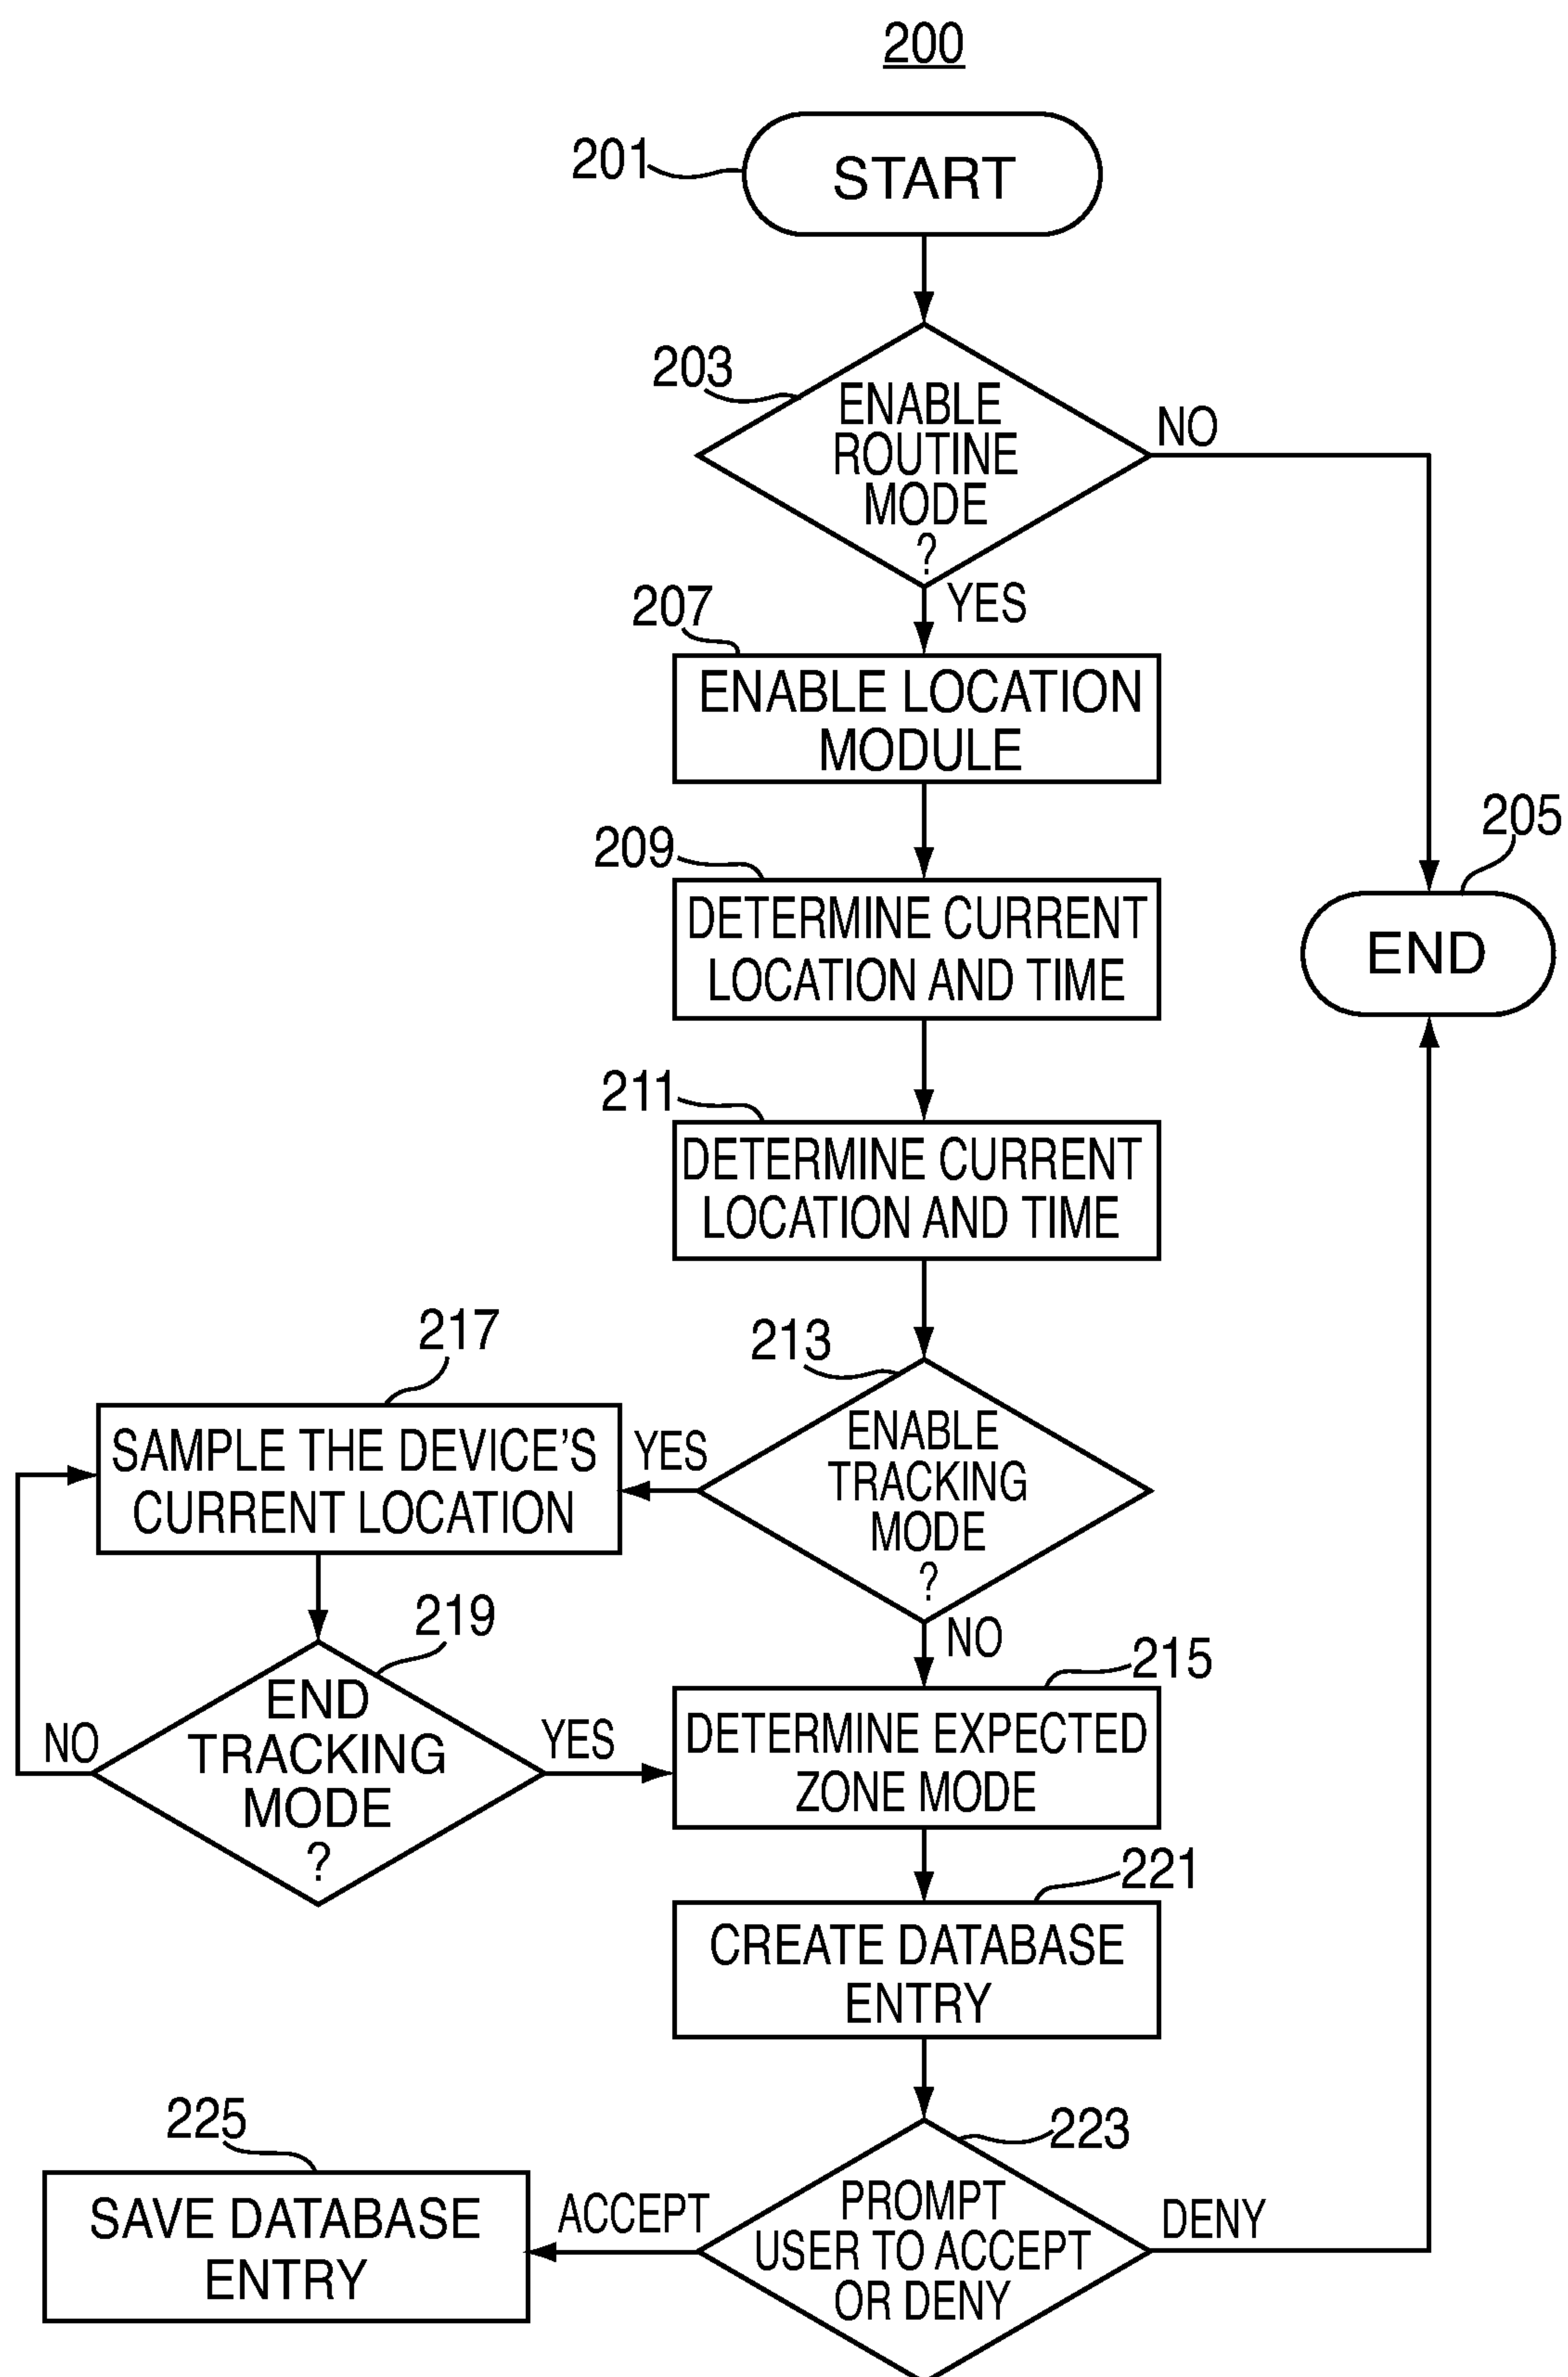 200
201
START
203
ENABLE
ROUTINE
MODE
?
NO
YES
207
ENABLE LOCATION
MODULE
205
END
209
DETERMINE CURRENT
LOCATION AND TIME
211
DETERMINE CURRENT
LOCATION AND TIME
213
ENABLE
TRACKING
MODE
?
YES
NO
217
SAMPLE THE DEVICE'S
CURRENT LOCATION
219
END
TRACKING
MODE
?
NO
YES
215
DETERMINE EXPECTED
ZONE MODE
221
CREATE DATABASE
ENTRY
223
PROMPT
USER TO ACCEPT
OR DENY
ACCEPT
DENY
225
SAVE DATABASE
ENTRY